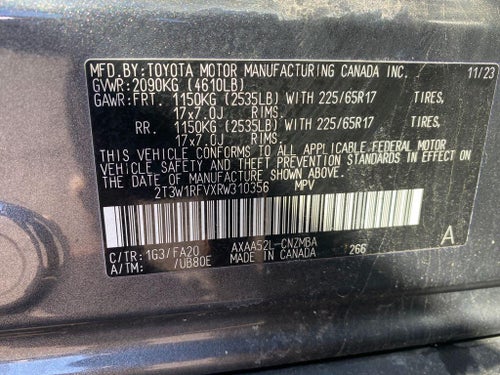 MFD.BY:TOYOTA MOTOR MANUFACTURING CANADA INC. 11/23
GVWR:2090KG (4610LB)
GAWR:FRT. 1150KG (2535LB) WITH 225/65R17 TIRES,
17x7.0J RIMS,
RR. 1150KG (2535LB) WITH 225/65R17 TIRES,
17x7.0J RIMS.
THIS VEHICLE CONFORMS TO ALL APPLICABLE FEDERAL MOTOR
VEHICLE SAFETY AND THEFT PREVENTION STANDARDS IN EFFECT
ON THE DATE OF MANUFACTURE SHOWN ABOVE.
2T3W1RFVXRW310356 MPV
C/TR: 1G3/FA20 AXAA52L-CNZMBA 266 A
A/TM: /UB80E MADE IN CANADA